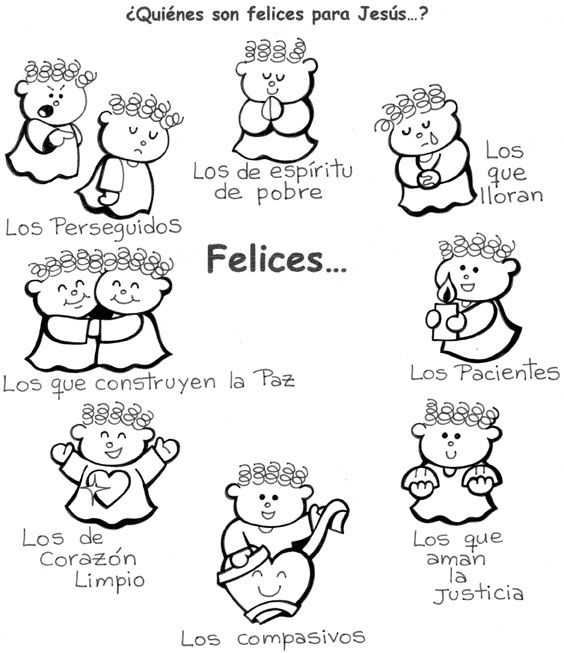 ¿Quiénes son felices para Jesús...?
Los de espíritu
de pobre
Los
que
lloran
Los Perseguidos
Felices...
Los Pacientes
Los que construyen la Paz
Los de
Corazón
Limpio
Los que
aman
la
Justicia
Los compasivos